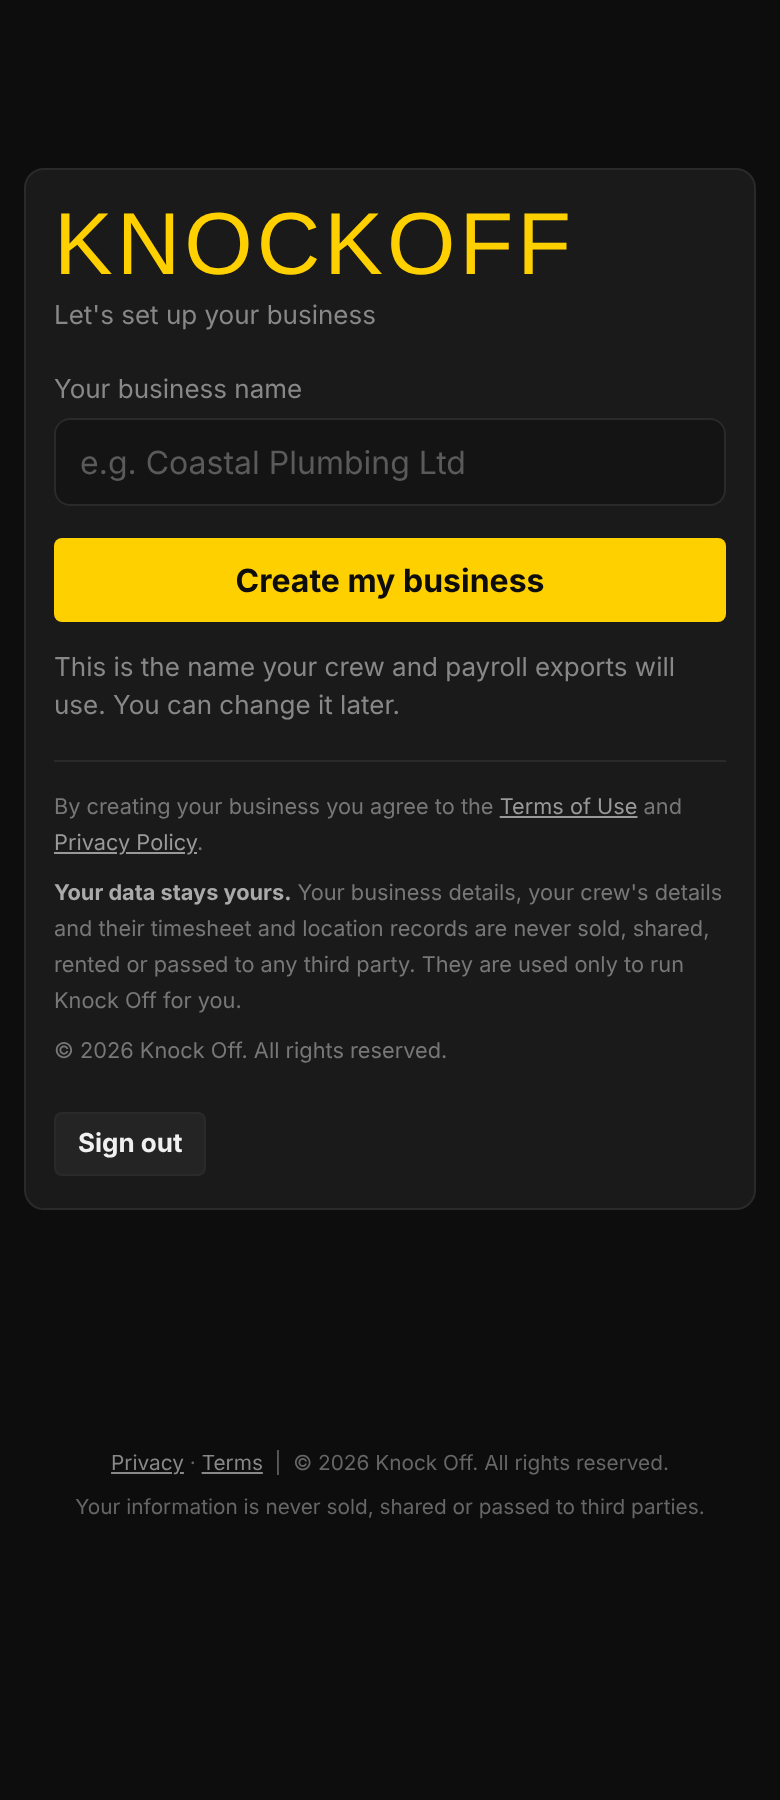 KNOCKOFF
Let's set up your business
Your business name
e.g. Coastal Plumbing Ltd
Create my business
This is the name your crew and payroll exports will
use. You can change it later.
By creating your business you agree to the Terms of Use and
Privacy Policy.
Your data stays yours. Your business details, your crew's details
and their timesheet and location records are never sold, shared,
rented or passed to any third party. They are used only to run
Knock Off for you.
© 2026 Knock Off. All rights reserved.
Sign out
Privacy · Terms | © 2026 Knock Off. All rights reserved.
Your information is never sold, shared or passed to third parties.